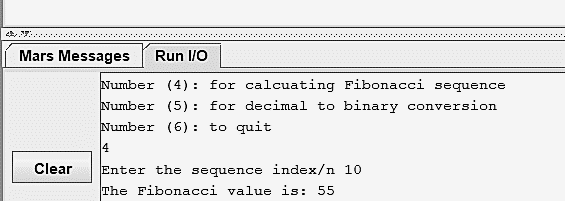 Mars Messages Run I/O
Number (4): for calcuating Fibonacci sequence
Number (5): for decimal to binary conversion
Number (6): to quit
4
Clear
Enter the sequence index/n 10
The Fibonacci value is: 55